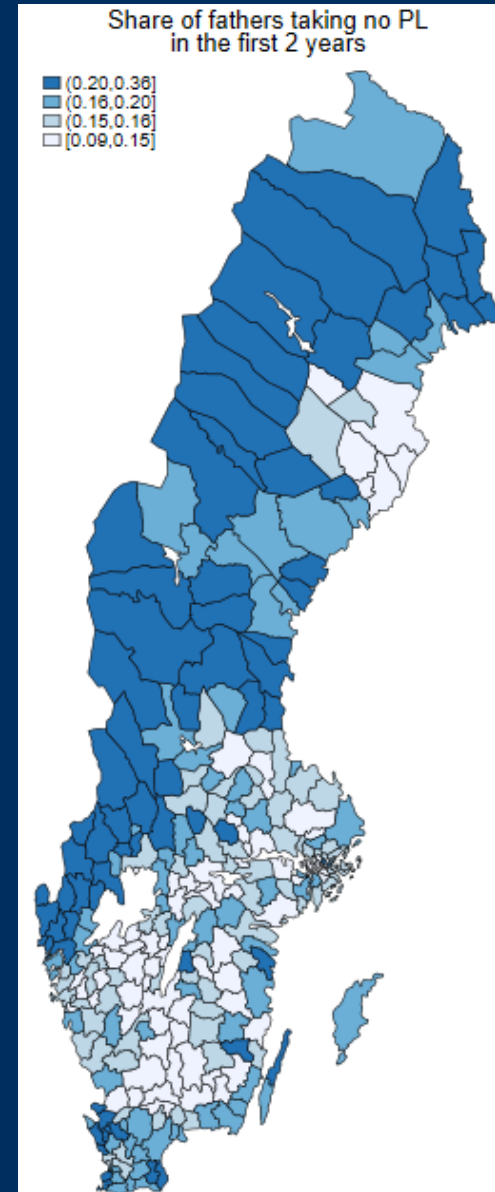 Share of fathers taking no PL
in the first 2 years
(0.20,0.36]
(0.16,0.20]
(0.15,0.16]
[0.09,0.15]